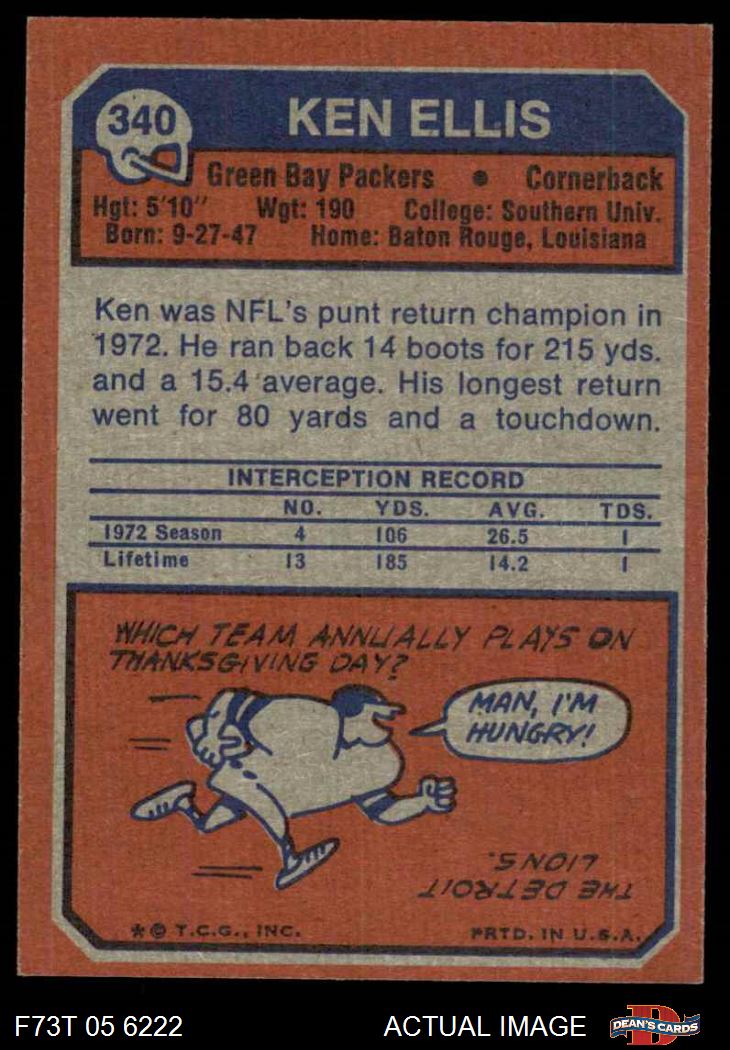 340
KEN ELLIS
Green Bay Packers • Cornerback
Hgt: 5'10" Wgt: 190 College: Southern Univ.
Born: 9-27-47 Home: Baton Rouge, Louisiana
Ken was NFL's punt return champion in
1972. He ran back 14 boots for 215 yds.
and a 15.4 average. His longest return
went for 80 yards and a touchdown.
INTERCEPTION RECORD
NO. YDS. AVG. TDS.
1972 Season 4 106 26.5 1
Lifetime 13 185 14.2 1
WHICH TEAM ANNUALLY PLAYS ON
THANKSGIVING DAY?
MAN, I'M
HUNGRY!
THE DETROIT
LIONS.
* © T.C.G., INC. PRTD. IN U.S.A.
F73T 05 6222 ACTUAL IMAGE D DEAN'S CARDS